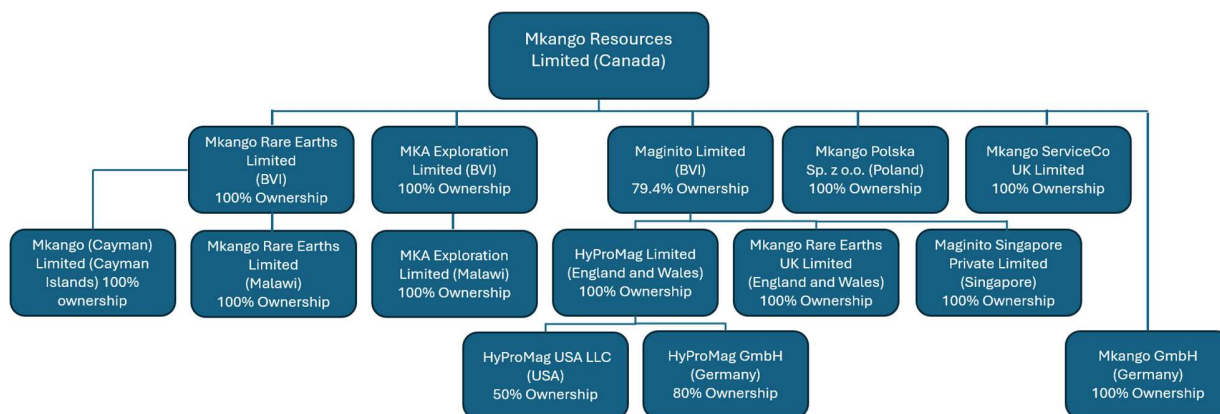 Mkango Resources
Limited (Canada)
Mkango Rare Earths
Limited
(BVI)
100% Ownership
MKA Exploration
Limited (BVI)
100% Ownership
Maginito Limited
(BVI)
79.4% Ownership
Mkango Polska
Sp. z o.o. (Poland)
100% Ownership
Mkango ServiceCo
UK Limited
100% Ownership
Mkango (Cayman)
Limited (Cayman
Islands) 100%
ownership
Mkango Rare Earths
Limited
(Malawi)
100% Ownership
MKA Exploration
Limited (Malawi)
100% Ownership
HyProMag Limited
(England and Wales)
100% Ownership
Mkango Rare Earths
UK Limited
(England and Wales)
100% Ownership
Maginito Singapore
Private Limited
(Singapore)
100% Ownership
HyProMag USA LLC
(USA)
50% Ownership
HyProMag GmbH
(Germany)
80% Ownership
Mkango GmbH
(Germany)
100% Ownership